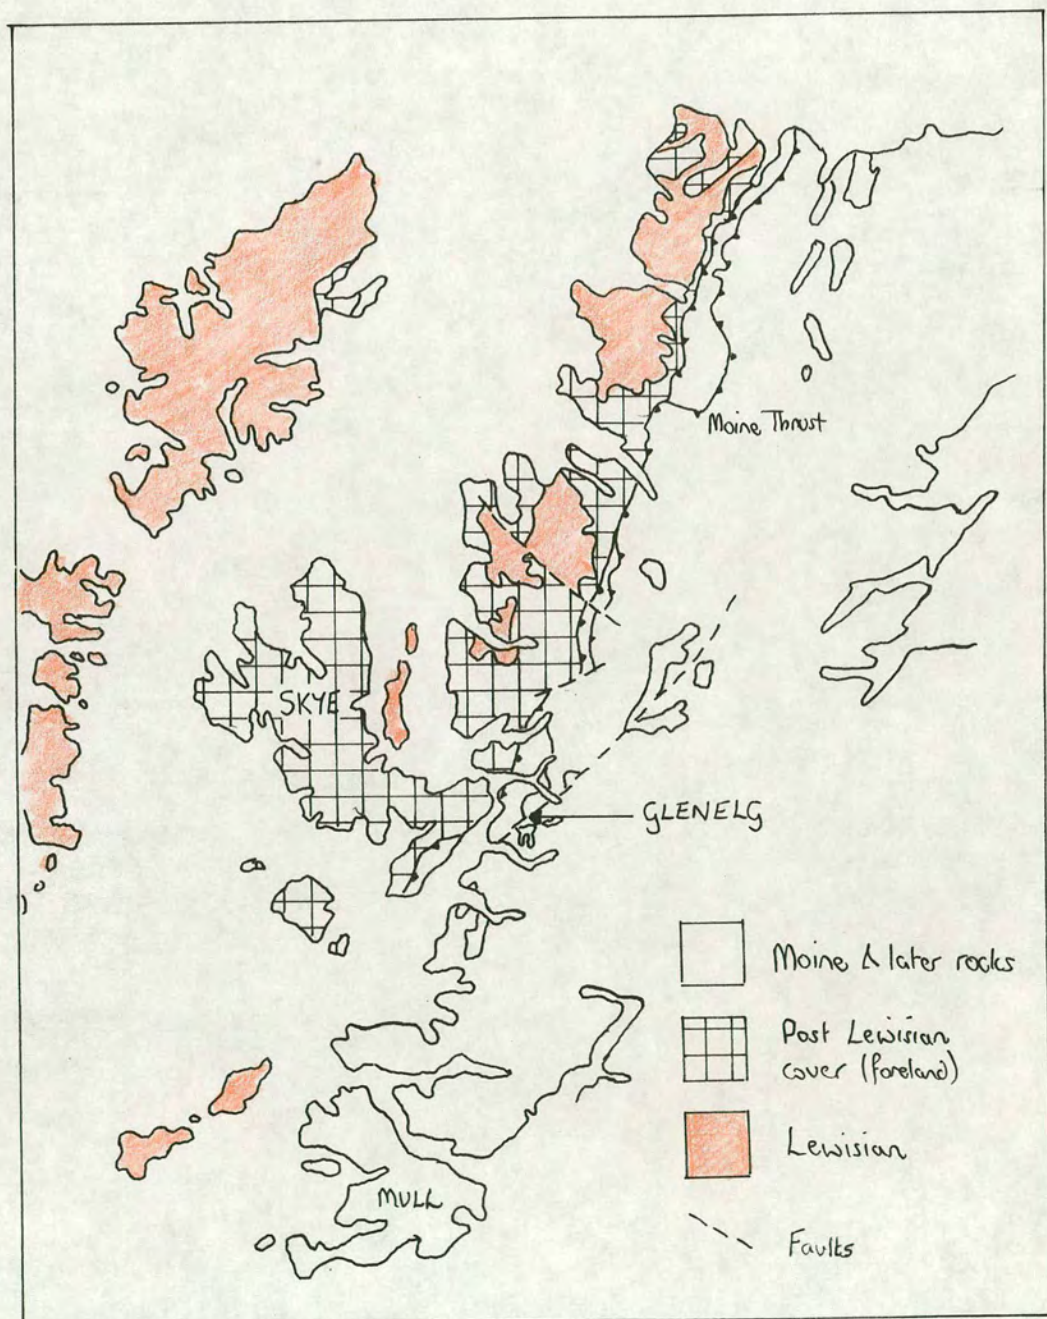 Moine Thrust
SKYE
GLENELG
Moine & later rocks
Post Lewisian
cover (foreland)
Lewisian
MULL
Faults